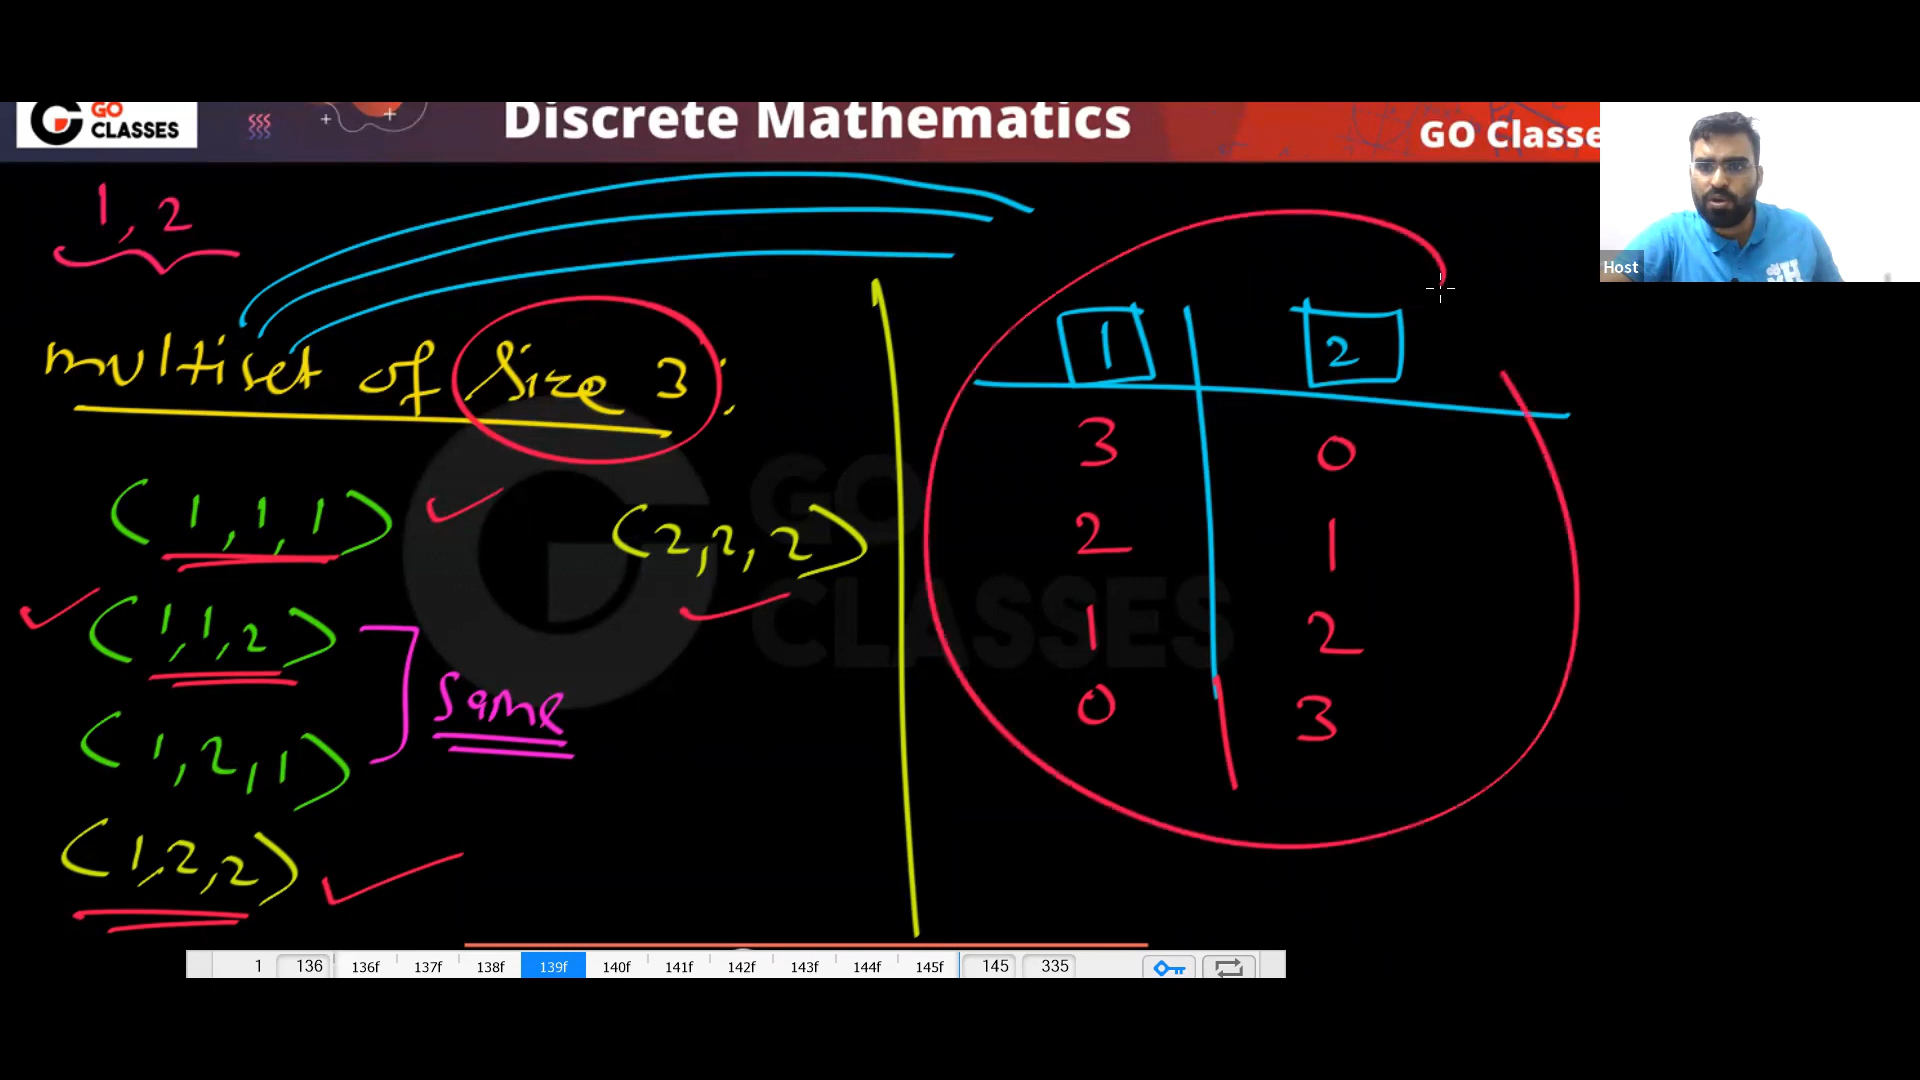 GO
CLASSES
Discrete Mathematics
GO Classe
Host
1, 2
multiset of Size 3:
(1, 1, 1)
(2, 2, 2)
(1, 1, 2)
(1, 2, 1)
Same
(1, 2, 2)
1 2
3 0
2 1
1 2
0 3
GO
CLASSES
1 136 136f 137f 138f 139f 140f 141f 142f 143f 144f 145f 145 335